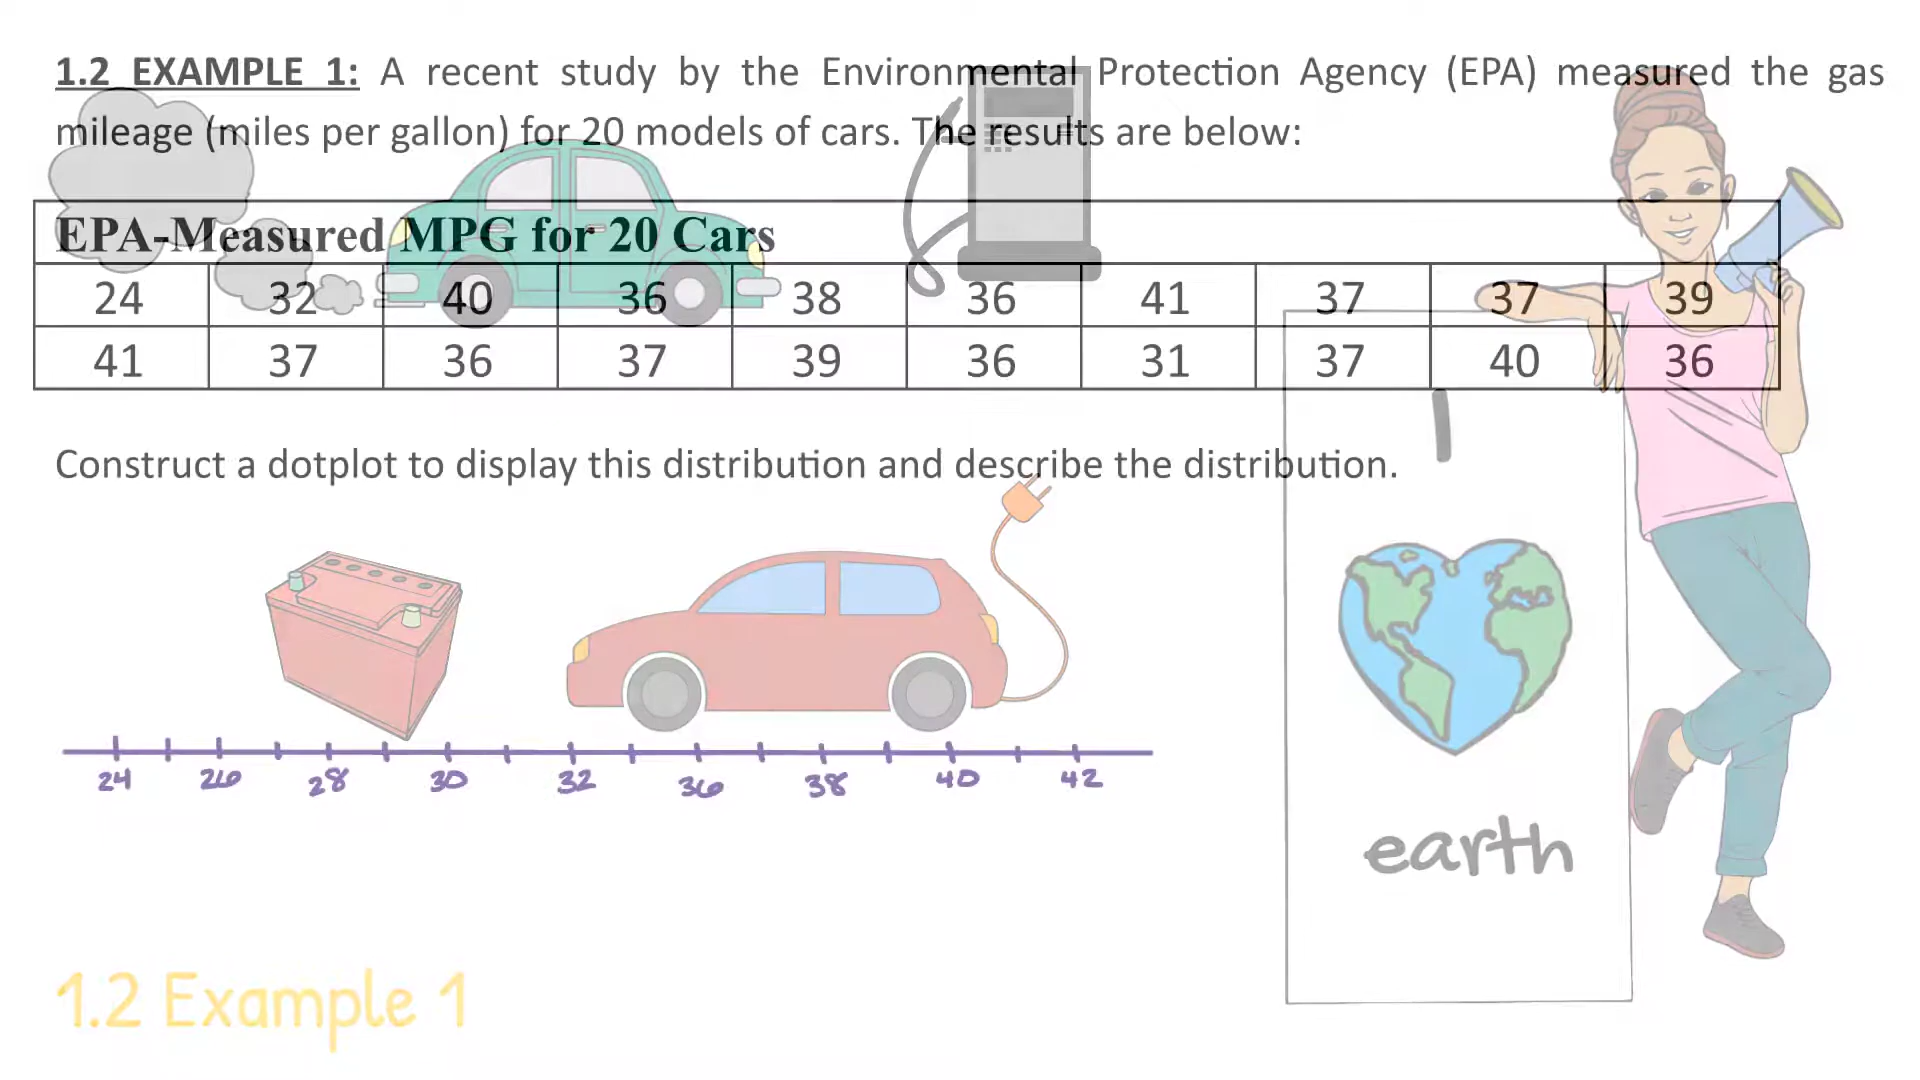 1.2 EXAMPLE 1: A recent study by the Environmental Protection Agency (EPA) measured the gas
mileage (miles per gallon) for 20 models of cars. The results are below:
EPA-Measured MPG for 20 Cars
24 32 40 36 38 36 41 37 37 39
41 37 36 37 39 36 31 37 40 36
Construct a dotplot to display this distribution and describe the distribution.
24 26 28 30 32 36 38 40 42
I
earth
1.2 Example 1